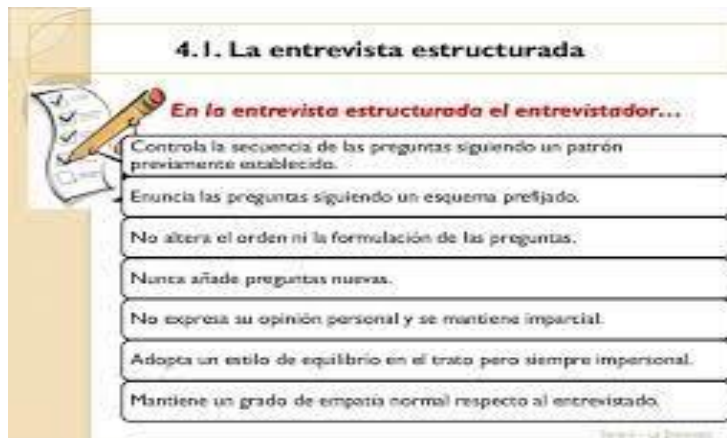 4.1. La entrevista estructurada
En la entrevista estructurada el entrevistador...
Controla la secuencia de las preguntas siguiendo un patrón
previamente establecido.
Enuncia las preguntas siguiendo un esquema prefijado.
No altera el orden ni la formulación de las preguntas.
Nunca añade preguntas nuevas.
No expresa su opinión personal y se mantiene imparcial.
Adopta un estilo de equilibrio en el trato pero siempre impersonal.
Mantiene un grado de empatía normal respecto al entrevistado.